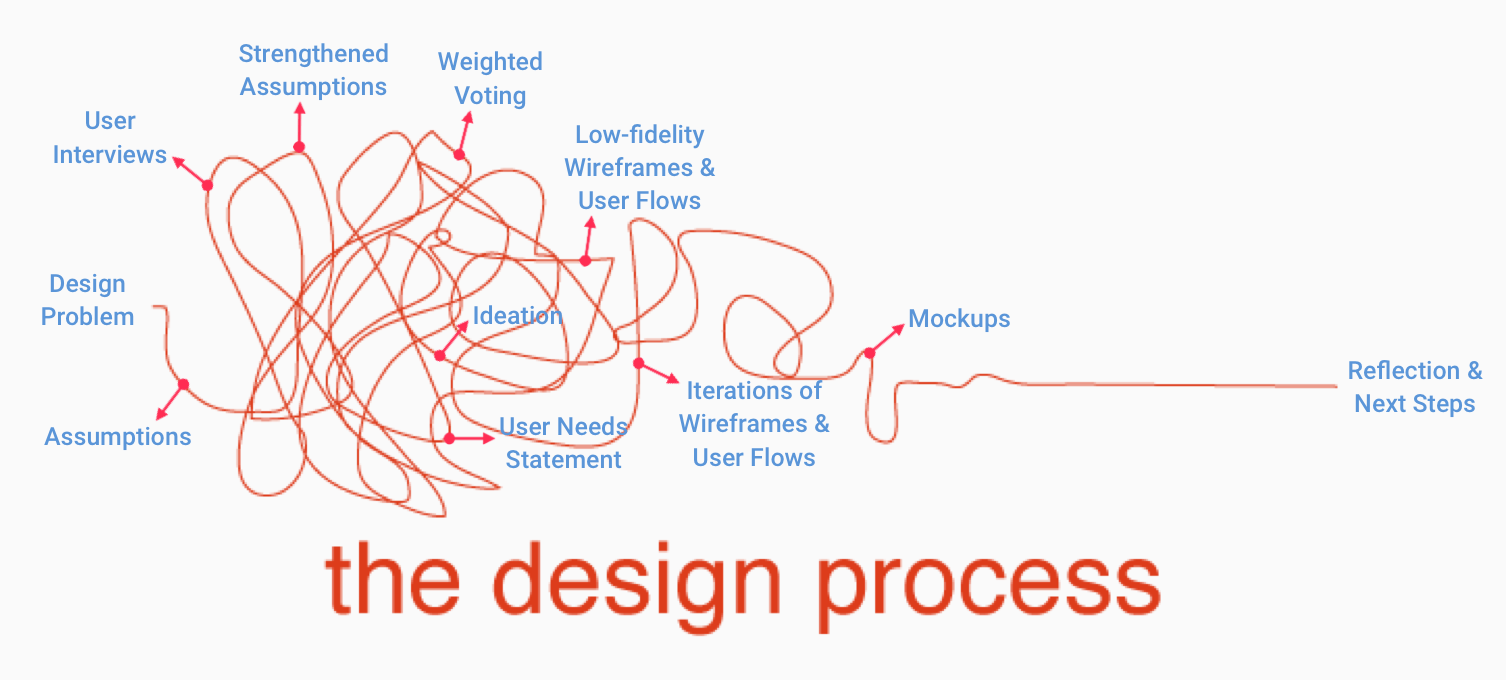 Strengthened
Assumptions
Weighted
Voting
User
Interviews
Low-fidelity
Wireframes &
User Flows
Design
Problem
Ideation
Mockups
Assumptions
User Needs
Statement
Iterations of
Wireframes &
User Flows
Reflection &
Next Steps
the design process